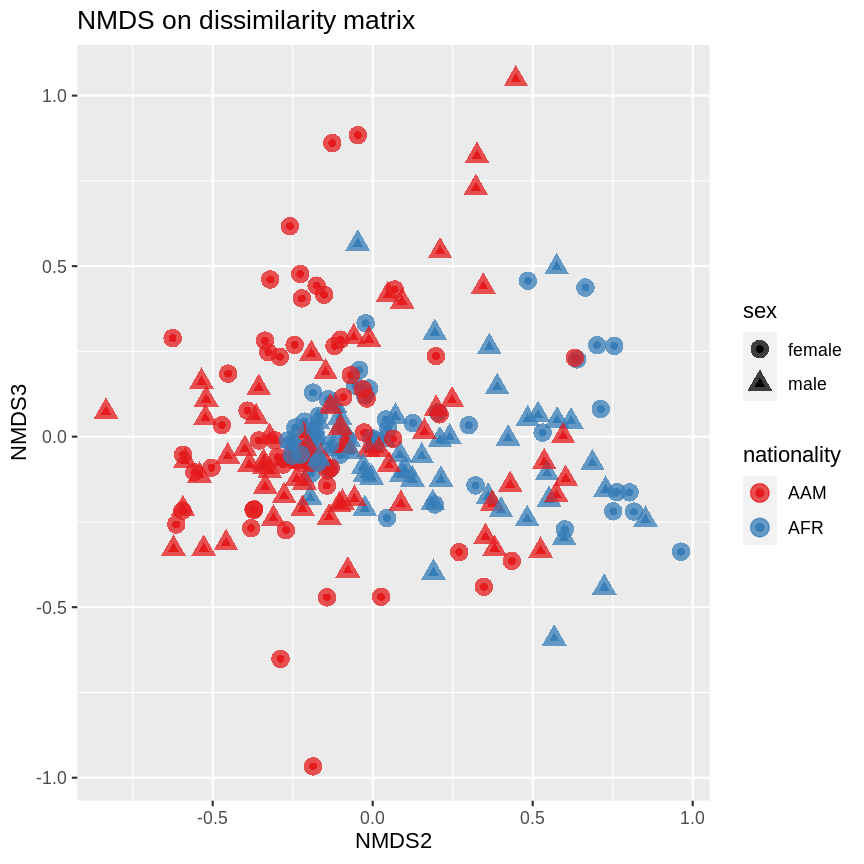 NMDS on dissimilarity matrix
1.0
0.5
0.0
-0.5
-1.0
NMDS3
-0.5
0.0
0.5
1.0
NMDS2
sex
female
male
nationality
AAM
AFR